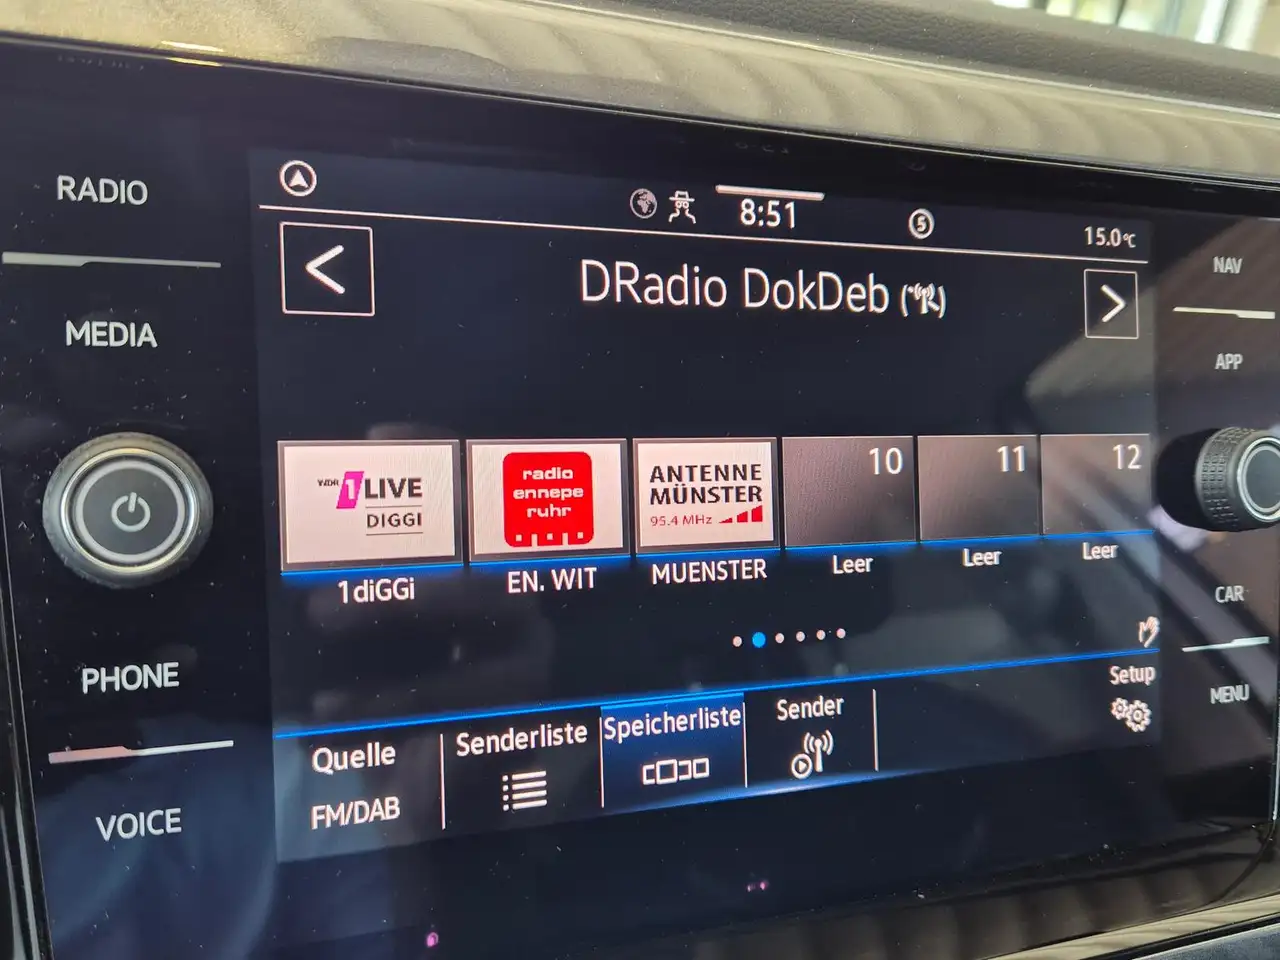 RADIO
MEDIA
PHONE
VOICE
8:51
5
15.0°C
DRadio DokDeb
WDR 1LIVE
DIGGI
1diGGi
radio
ennepe
ruhr
EN. WIT
ANTENNE
MÜNSTER
95.4 MHz
MUENSTER
10
Leer
11
Leer
12
Leer
Quelle
FM/DAB
Senderliste
Speicherliste
Sender
Setup
NAV
APP
CAR
MENU